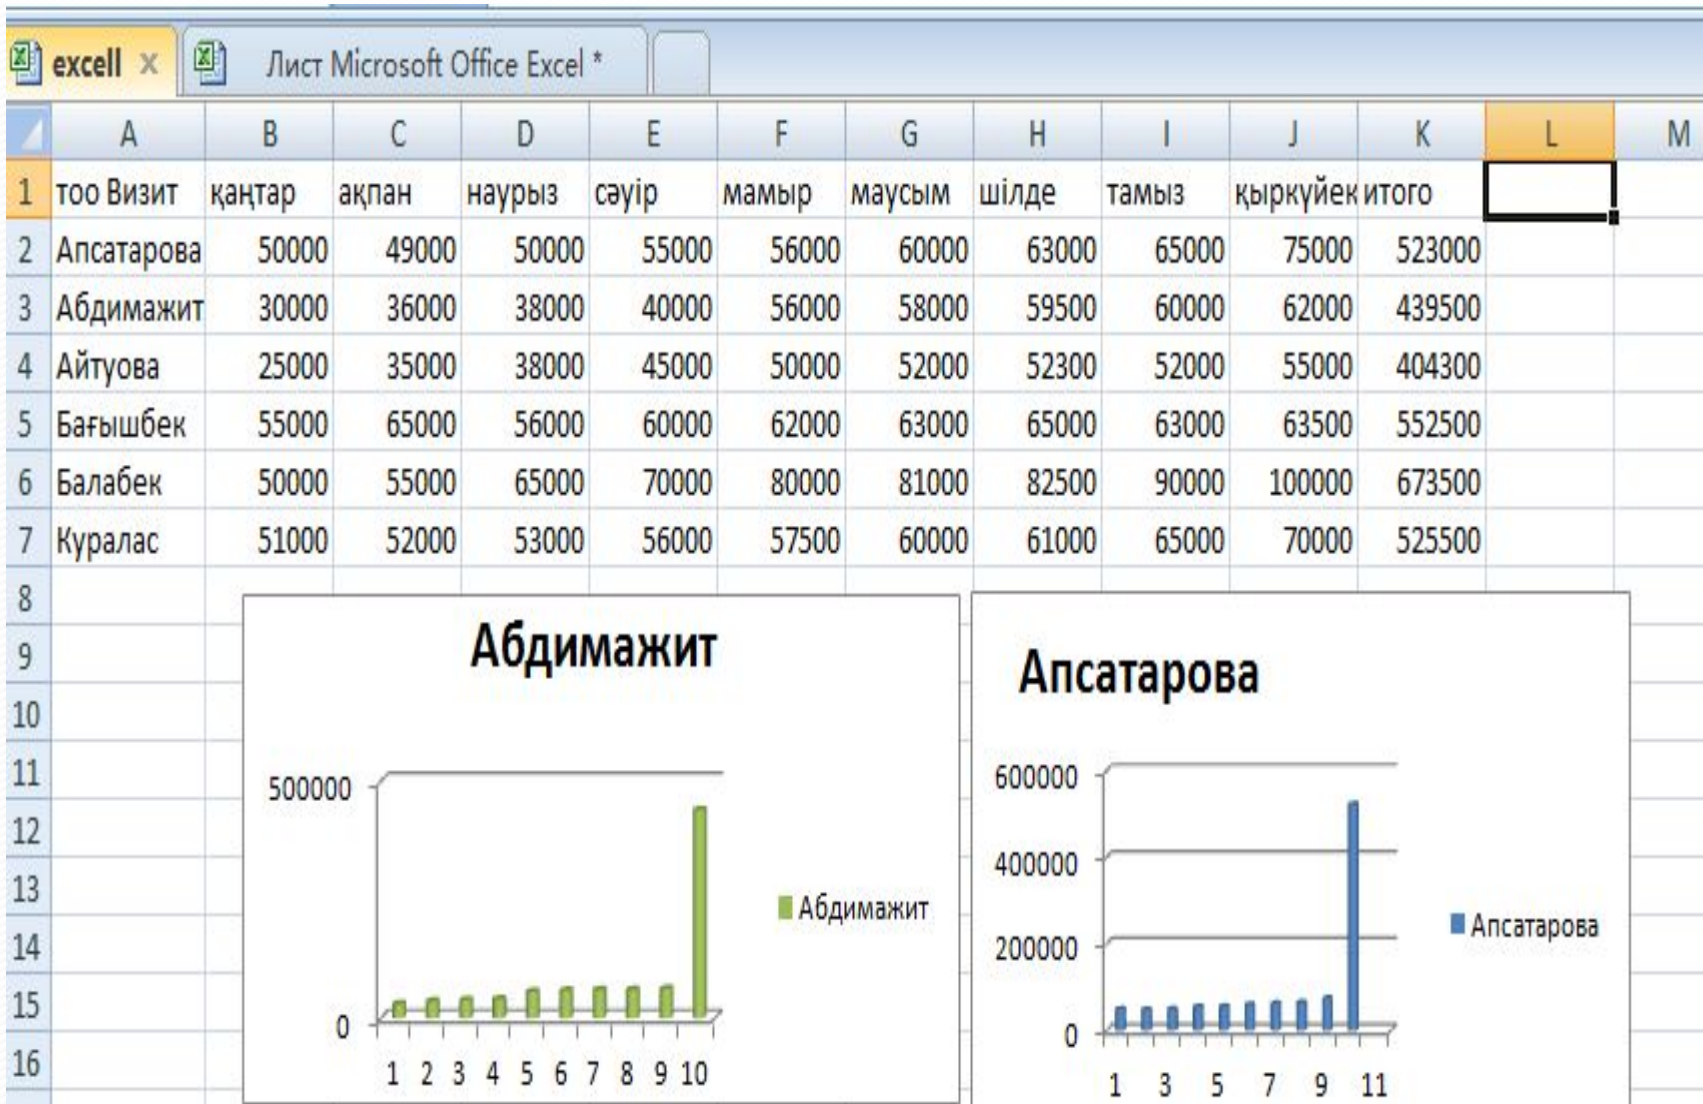 excell x Лист Microsoft Office Excel *
A B C D E F G H I J K L M
1 тоо Визит қаңтар ақпан наурыз сәуір мамыр маусым шілде тамыз қыркүйек итого
2 Апсатарова 50000 49000 50000 55000 56000 60000 63000 65000 75000 523000
3 Абдимажит 30000 36000 38000 40000 56000 58000 59500 60000 62000 439500
4 Айтуова 25000 35000 38000 45000 50000 52000 52300 52000 55000 404300
5 Бағышбек 55000 65000 56000 60000 62000 63000 65000 63000 63500 552500
6 Балабек 50000 55000 65000 70000 80000 81000 82500 90000 100000 673500
7 Куралас 51000 52000 53000 56000 57500 60000 61000 65000 70000 525500
8
9
10
11
12
13
14
15
16
Абдимажит
500000
0
1 2 3 4 5 6 7 8 9 10
Абдимажит
Апсатарова
600000
400000
200000
0
1 3 5 7 9 11
Апсатарова